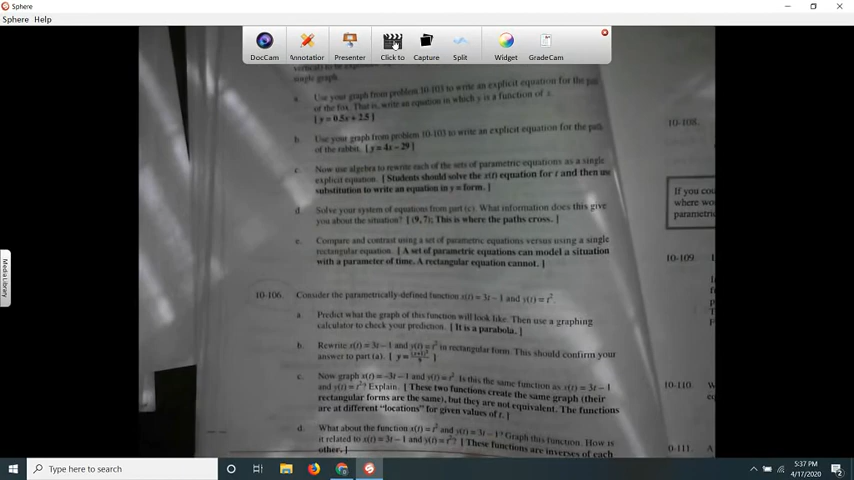 Sphere
Sphere Help
DocCam
Annotation
Presenter
Click to
Capture
Split
Widget
GradeCam
vertical) to be
single graph.
a. Use your graph from problem 10-103 to write an explicit equation for the path
of the fox. That is, write an equation in which y is a function of x.
[ y = 0.5x + 2.5 ]
b. Use your graph from problem 10-103 to write an explicit equation for the path
of the rabbit. [ y = 4x – 29 ]
c. Now use algebra to rewrite each of the sets of parametric equations as a single
explicit equation. [ Students should solve the x(t) equation for t and then use
substitution to write an equation in y = form. ]
d. Solve your system of equations from part (c). What information does this give
you about the situation? [ (9, 7); This is where the paths cross. ]
e. Compare and contrast using a set of parametric equations versus using a single
rectangular equation. [ A set of parametric equations can model a situation
with a parameter of time. A rectangular equation cannot. ]
10-106. Consider the parametrically-defined function x(t) = 3t – 1 and y(t) = t².
a. Predict what the graph of this function will look like. Then use a graphing
calculator to check your prediction. [ It is a parabola. ]
b. Rewrite x(t) = 3t – 1 and y(t) = t² in rectangular form. This should confirm your
answer to part (a). [ y = (x+1)²/9 ]
c. Now graph x(t) = –3t – 1 and y(t) = t². Is this the same function as x(t) = 3t – 1
and y(t) = t²? Explain. [ These two functions create the same graph (their
rectangular forms are the same), but they are not equivalent. The functions
are at different "locations" for given values of t. ]
d. What about the function x(t) = t² and y(t) = 3t – 1? Graph this function. How is
it related to x(t) = 3t – 1 and y(t) = t²? [ These functions are inverses of each
other. ]
10-108.
If you cou
where wo
parametri
10-109.
10-110. W
0-111. A
Media Library
Type here to search
5:37 PM
4/17/2020
2